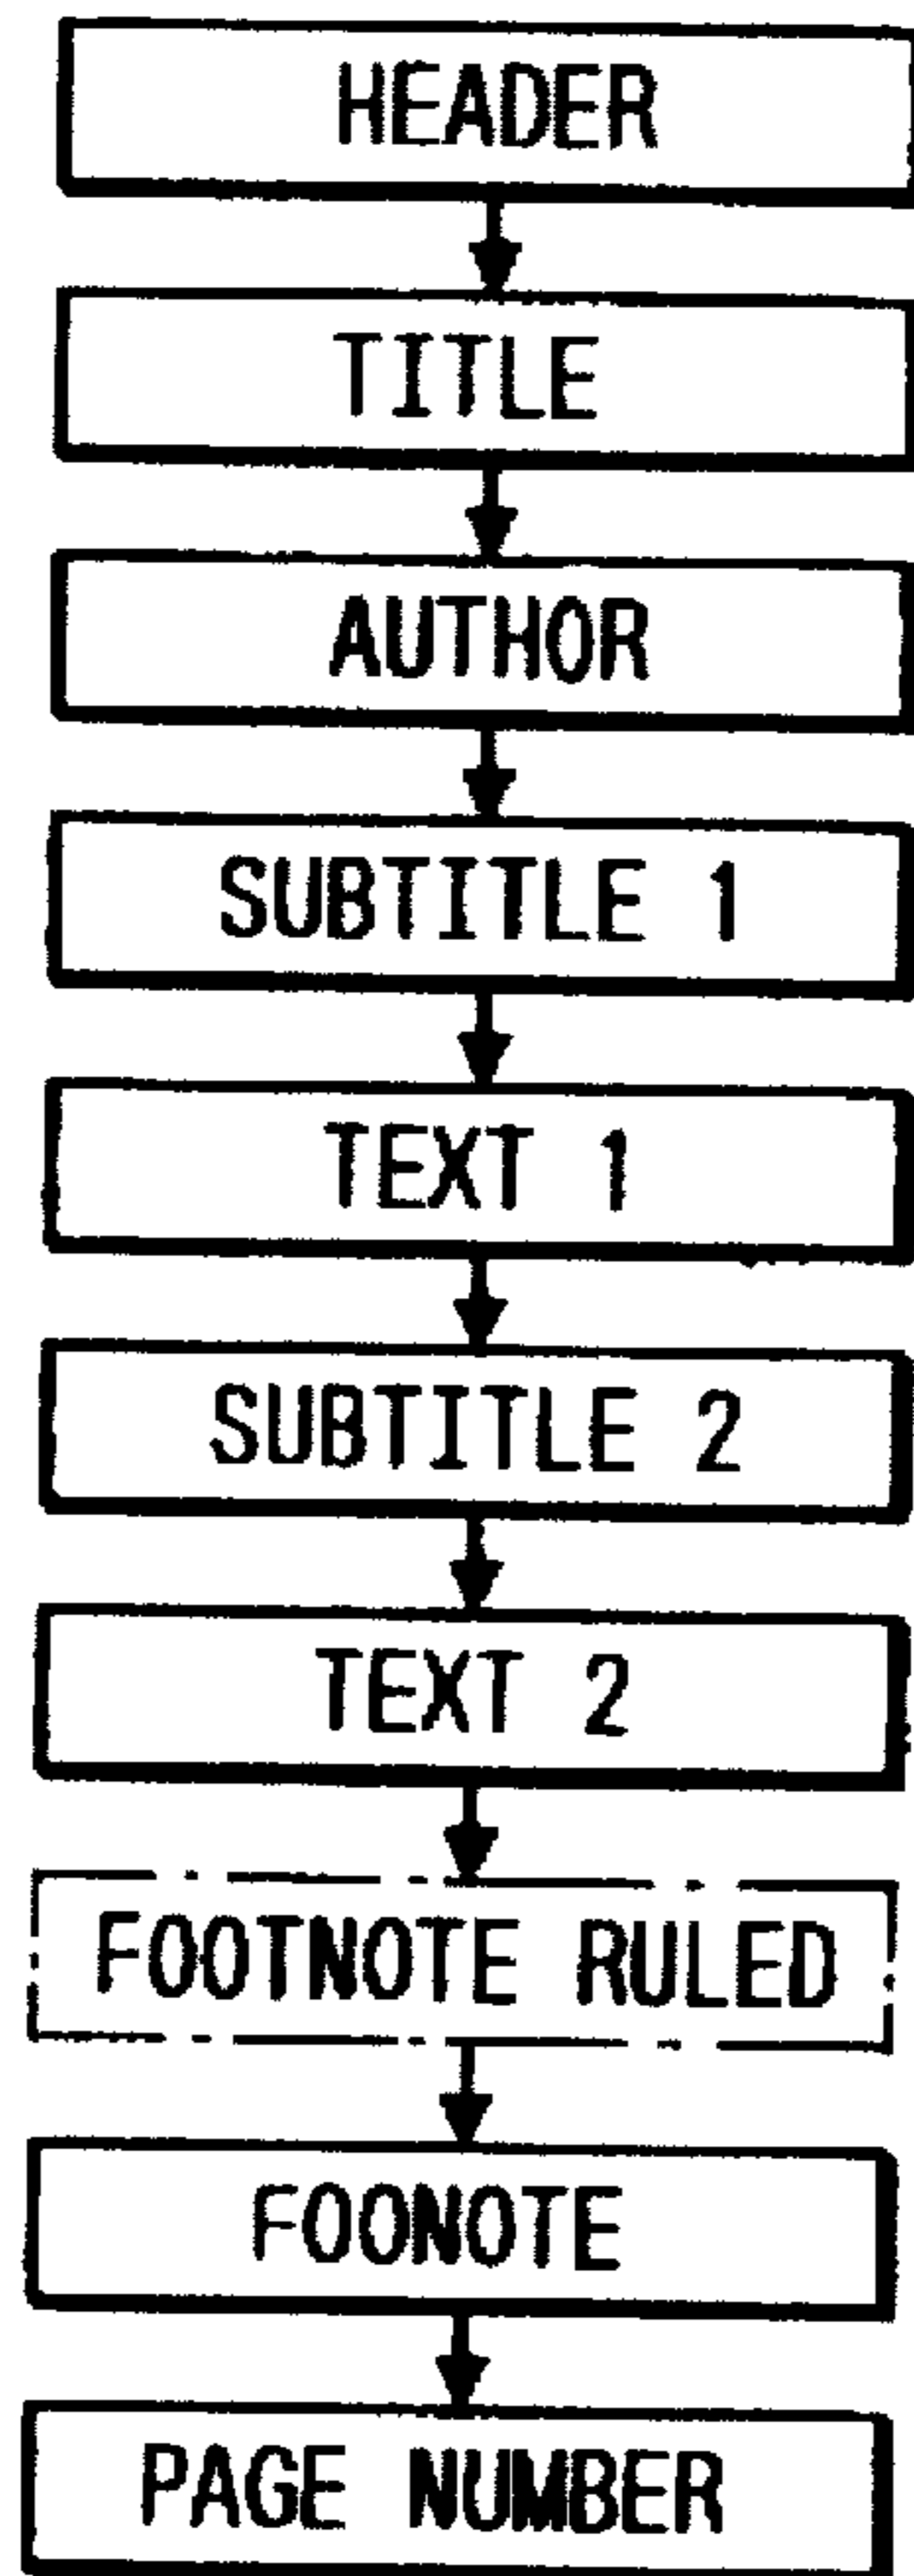 HEADER
TITLE
AUTHOR
SUBTITLE 1
TEXT 1
SUBTITLE 2
TEXT 2
FOOTNOTE RULED
FOONOTE
PAGE NUMBER